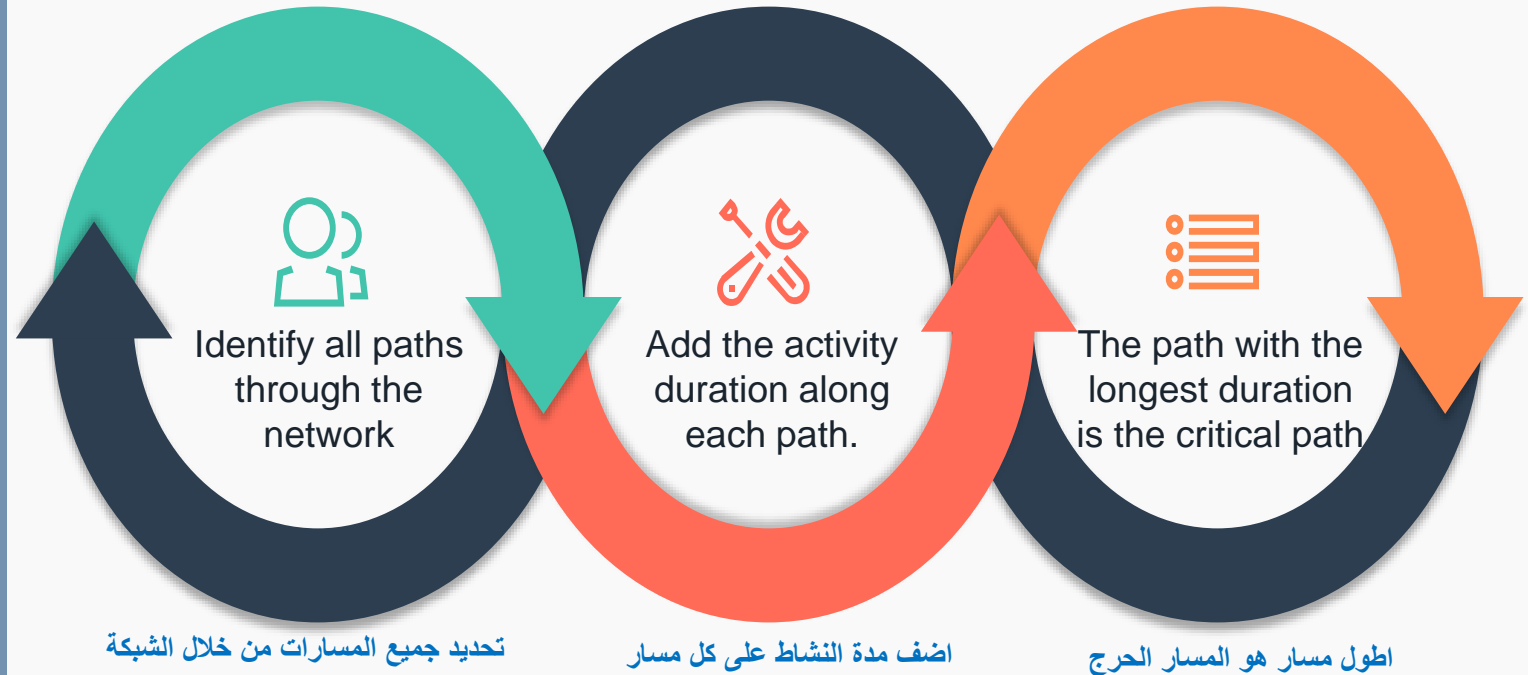 Identify all paths
through the
network
Add the activity
duration along
each path.
The path with the
longest duration
is the critical path
تحديد جميع المسارات من خلال الشبكة
اضف مدة النشاط على كل مسار
اطول مسار هو المسار الحرج